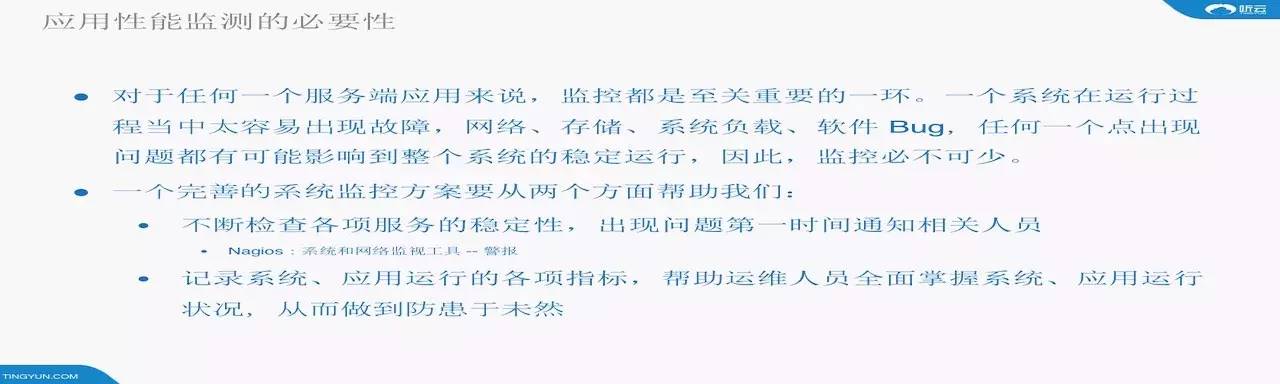 应用性能监测的必要性
听云
对于任何一个服务端应用来说，监控都是至关重要的一环。一个系统在运行过
程当中太容易出现故障，网络、存储、系统负载、软件 Bug，任何一个点出现
问题都有可能影响到整个系统的稳定运行，因此，监控必不可少。
一个完善的系统监控方案要从两个方面帮助我们：
不断检查各项服务的稳定性，出现问题第一时间通知相关人员
Nagios：系统和网络监视工具 -- 警报
记录系统、应用运行的各项指标，帮助运维人员全面掌握系统、应用运行
状况，从而做到防患于未然
TINGYUN.COM